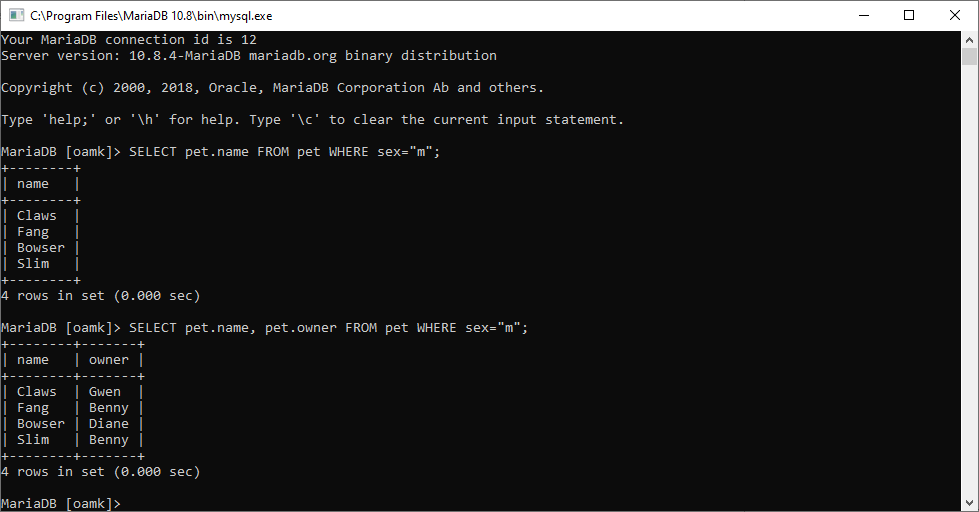 C:\Program Files\MariaDB 10.8\bin\mysql.exe
Your MariaDB connection id is 12
Server version: 10.8.4-MariaDB mariadb.org binary distribution

Copyright (c) 2000, 2018, Oracle, MariaDB Corporation Ab and others.

Type 'help;' or '\h' for help. Type '\c' to clear the current input statement.

MariaDB [oamk]> SELECT pet.name FROM pet WHERE sex="m";
+--------+
| name   |
+--------+
| Claws  |
| Fang   |
| Bowser |
| Slim   |
+--------+
4 rows in set (0.000 sec)

MariaDB [oamk]> SELECT pet.name, pet.owner FROM pet WHERE sex="m";
+--------+-------+
| name   | owner |
+--------+-------+
| Claws  | Gwen  |
| Fang   | Benny |
| Bowser | Diane |
| Slim   | Benny |
+--------+-------+
4 rows in set (0.000 sec)

MariaDB [oamk]>